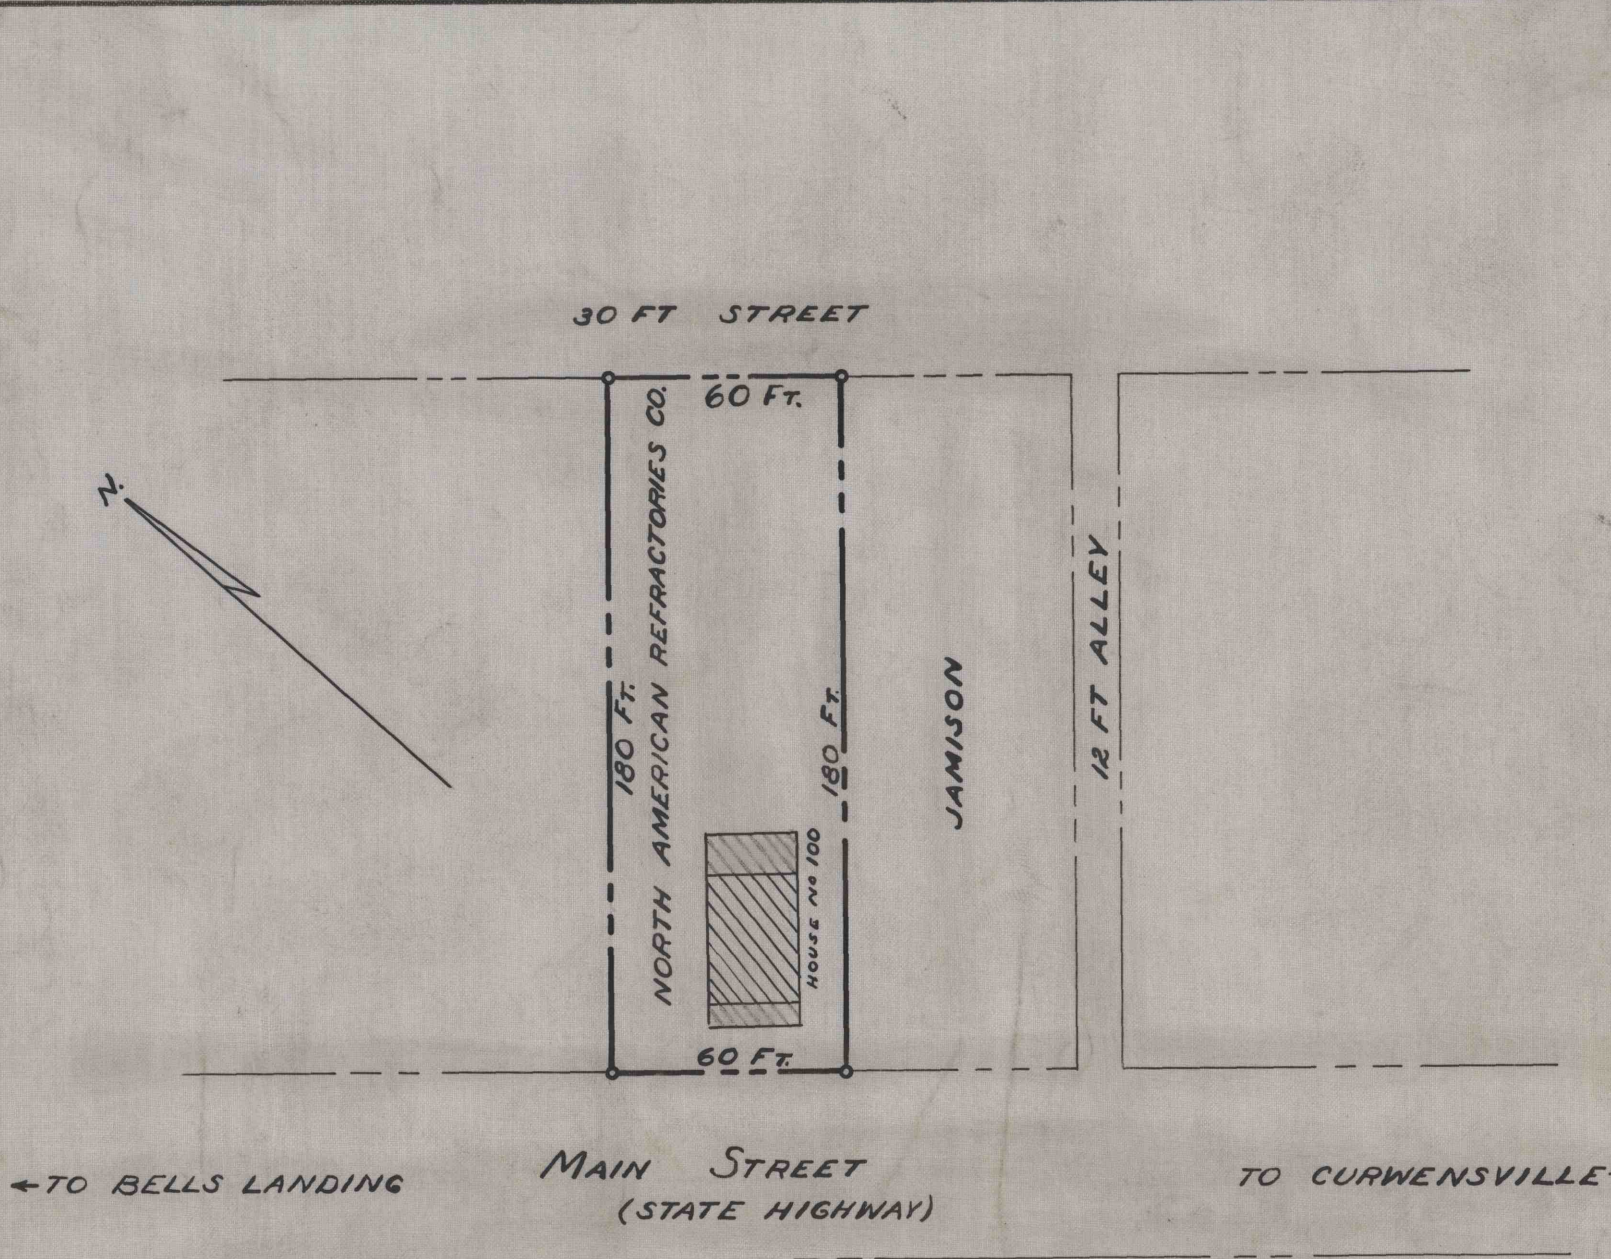 30 FT STREET
60 FT.
N.
NORTH AMERICAN REFRACTORIES CO.
180 FT.
180 FT.
JAMISON
12 FT ALLEY
HOUSE NO 100
60 FT.
MAIN STREET
(STATE HIGHWAY)
←TO BELLS LANDING
TO CURWENSVILLE